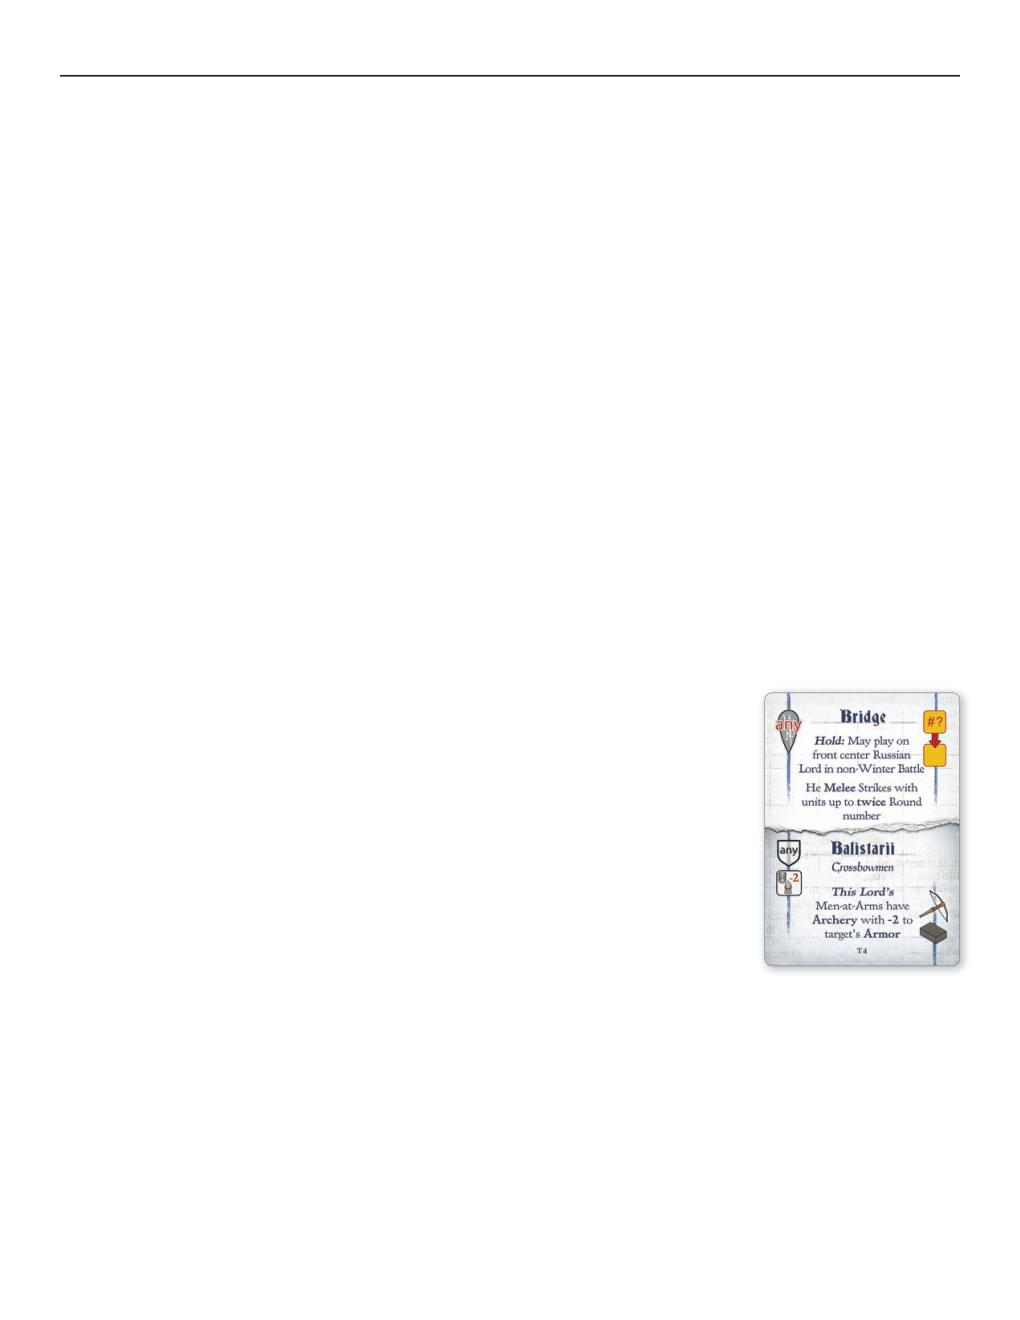 any
Bridge
#?
Hold: May play on
front center Russian
Lord in non-Winter Battle
He Melee Strikes with
units up to twice Round
number
any
Balistarii
-2
Crossbowmen
This Lord's
Men-at-Arms have
Archery with -2 to
target's Armor
T4